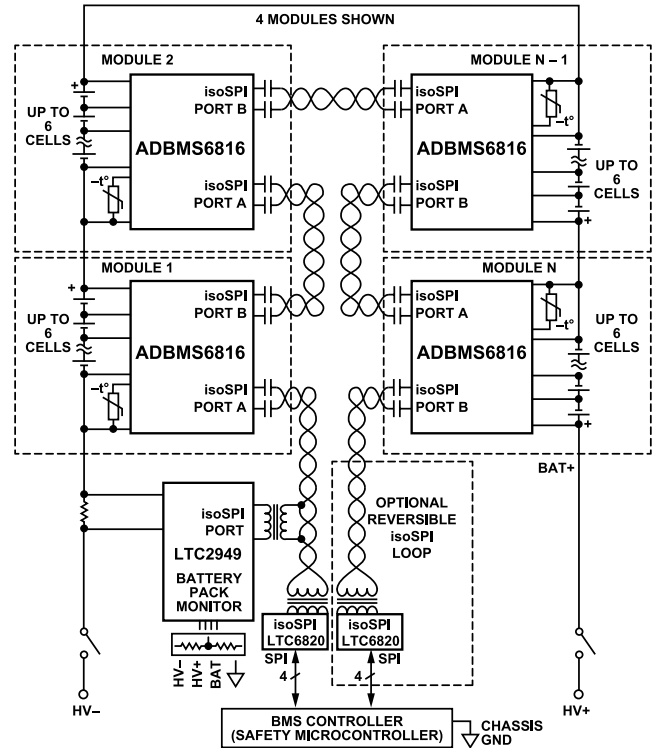 4 MODULES SHOWN
MODULE 2
+
UP TO
6
CELLS
–t°
isoSPI
PORT B
ADBMS6816
isoSPI
PORT A
MODULE N – 1
isoSPI
PORT A
ADBMS6816
isoSPI
PORT B
–t°
UP TO
6
CELLS
+
MODULE 1
+
UP TO
6
CELLS
–t°
isoSPI
PORT B
ADBMS6816
isoSPI
PORT A
MODULE N
isoSPI
PORT A
ADBMS6816
isoSPI
PORT B
–t°
UP TO
6
CELLS
+
BAT+
isoSPI
PORT
LTC2949
BATTERY
PACK
MONITOR
HV–
HV+
BAT
OPTIONAL
REVERSIBLE
isoSPI
LOOP
isoSPI
LTC6820
isoSPI
LTC6820
SPI
SPI
4
4
HV–
HV+
BMS CONTROLLER
(SAFETY MICROCONTROLLER)
CHASSIS
GND